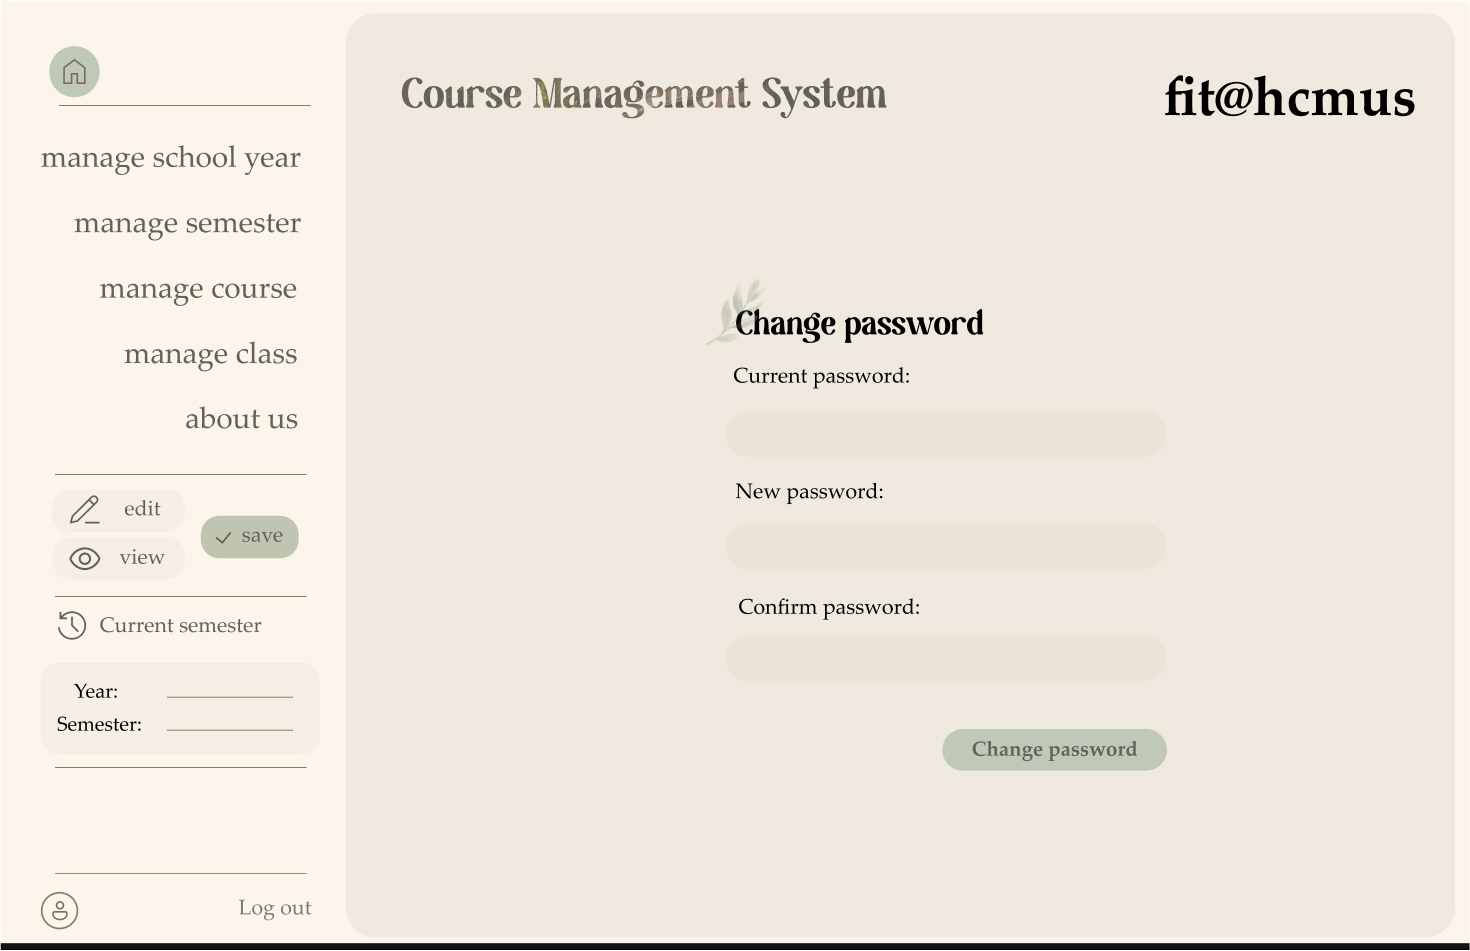 Course Management System
fit@hcmus
manage school year
manage semester
manage course
manage class
about us
edit
view
save
Current semester
Year:
Semester:
Log out
Change password
Current password:
New password:
Confirm password:
Change password